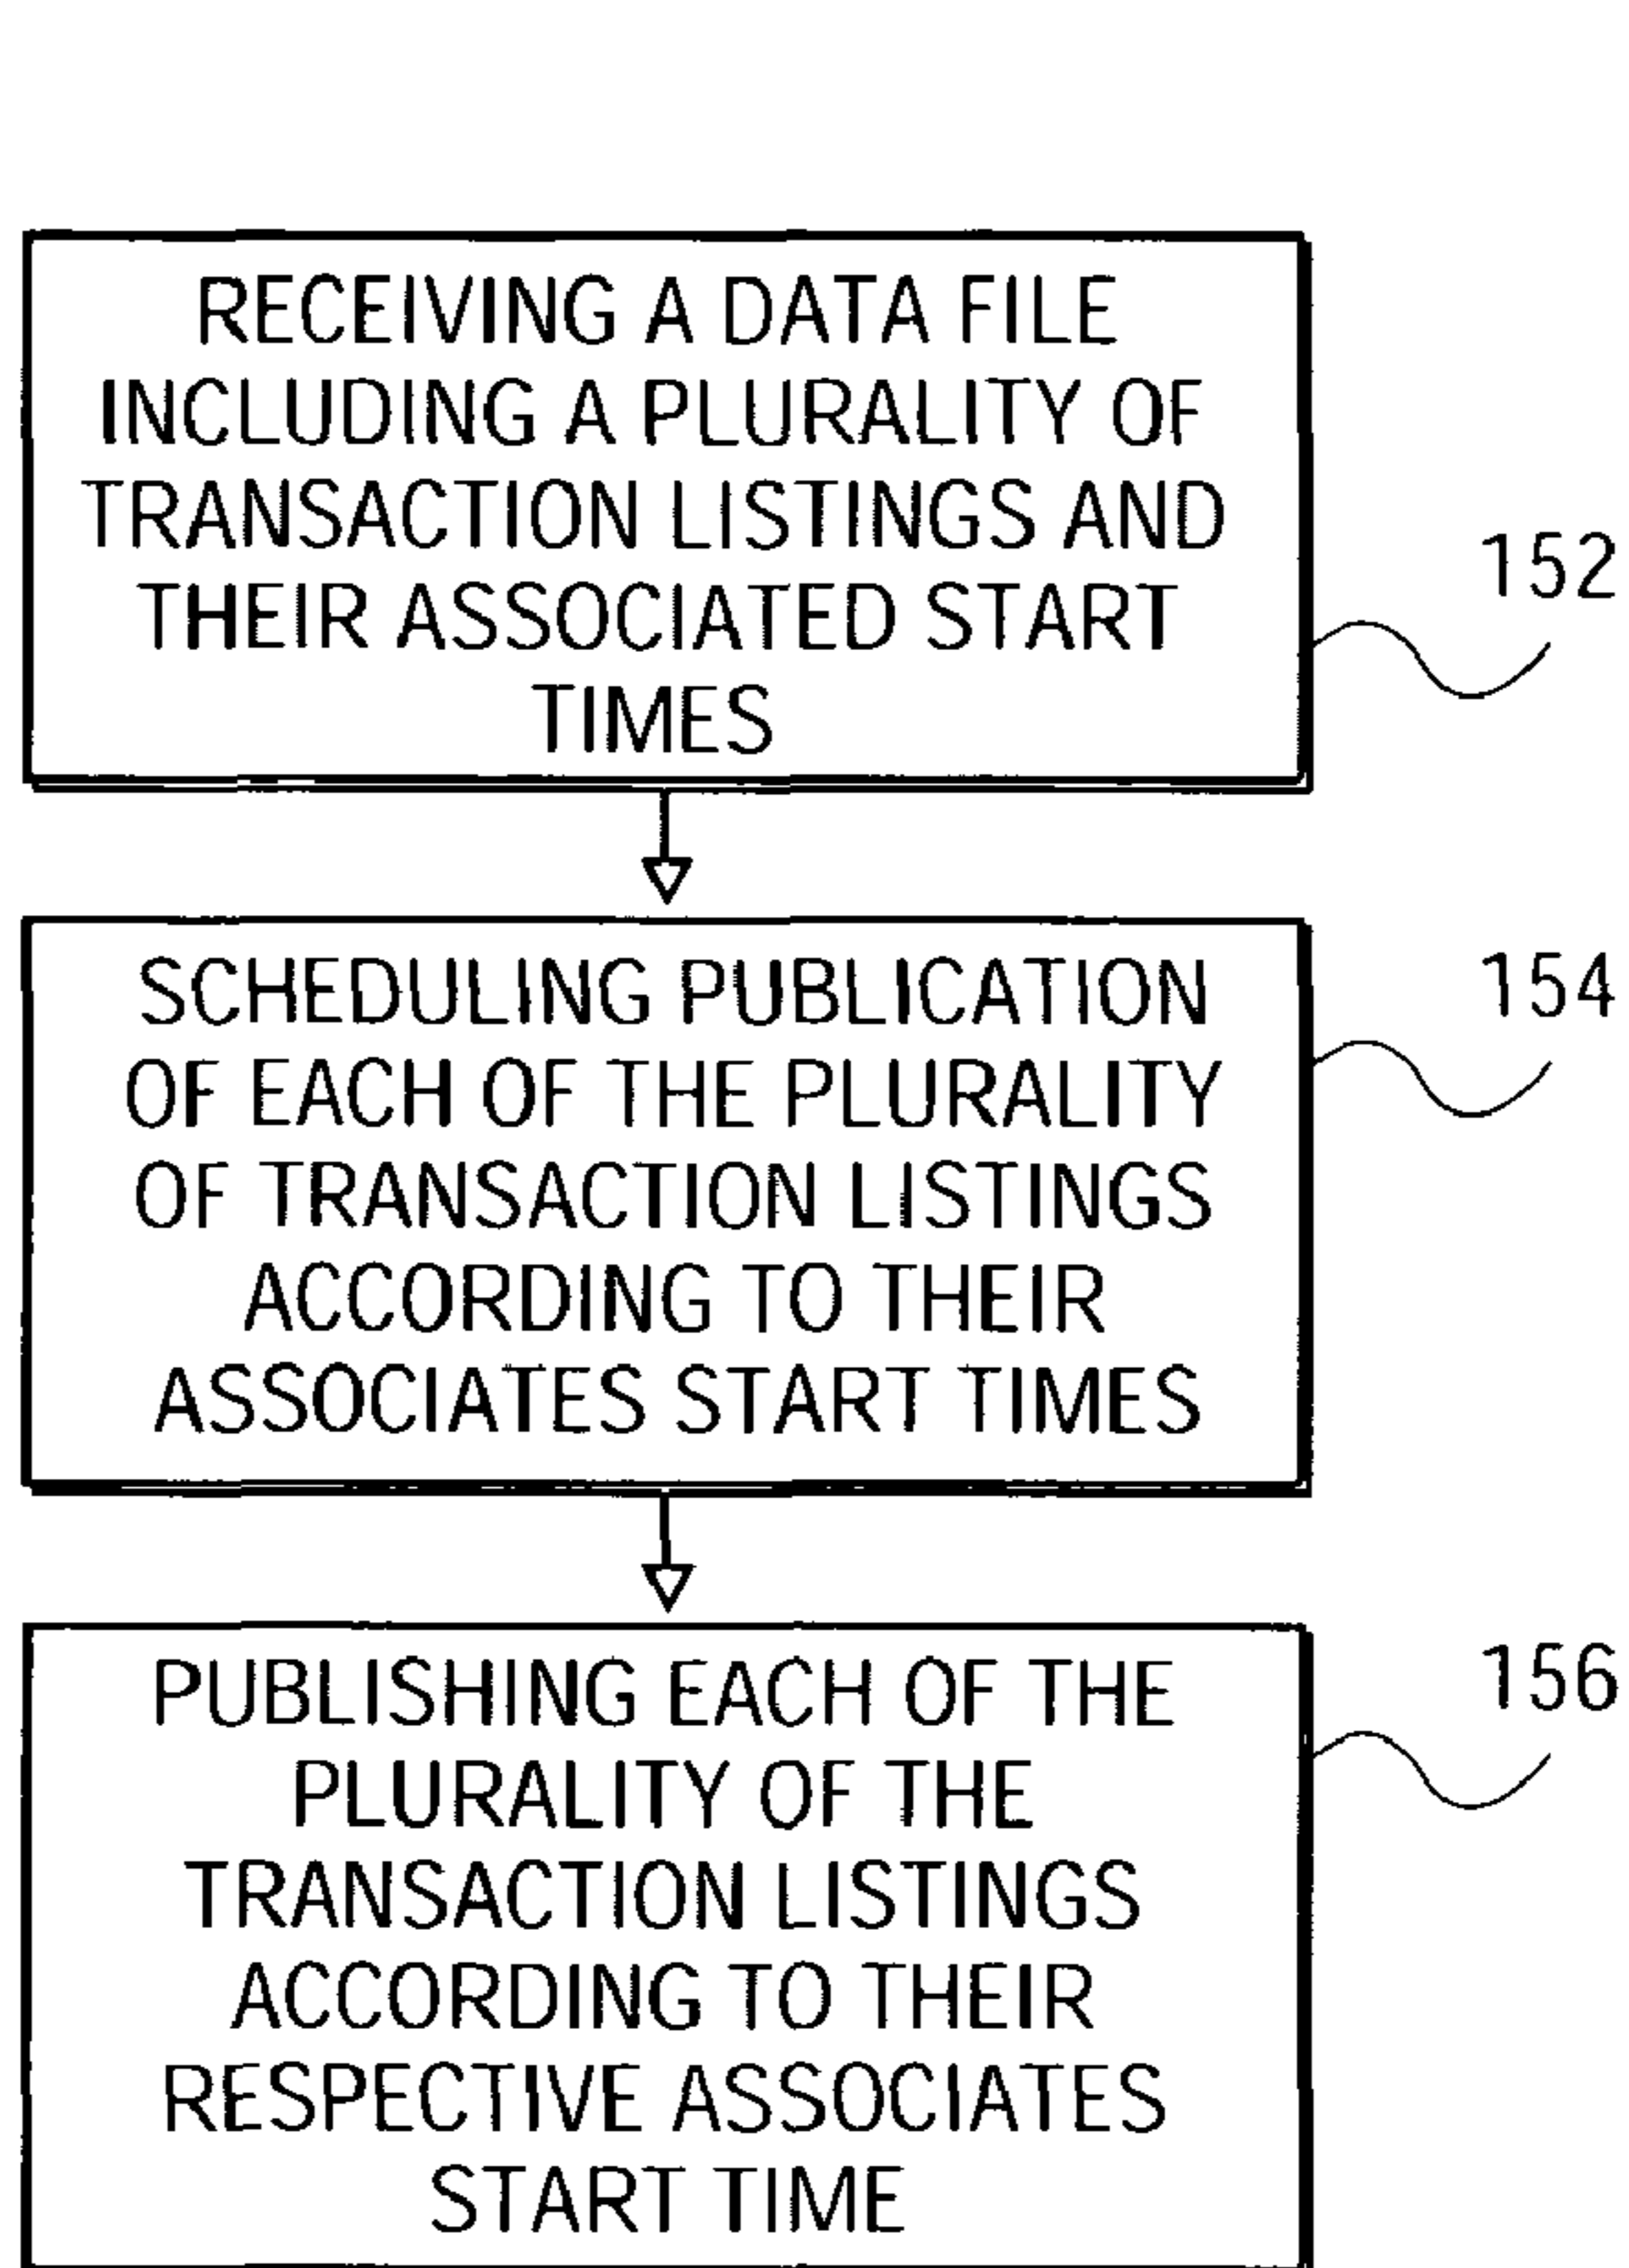 RECEIVING A DATA FILE
INCLUDING A PLURALITY OF
TRANSACTION LISTINGS AND
THEIR ASSOCIATED START
TIMES
152
SCHEDULING PUBLICATION
OF EACH OF THE PLURALITY
OF TRANSACTION LISTINGS
ACCORDING TO THEIR
ASSOCIATES START TIMES
154
PUBLISHING EACH OF THE
PLURALITY OF THE
TRANSACTION LISTINGS
ACCORDING TO THEIR
RESPECTIVE ASSOCIATES
START TIME
156